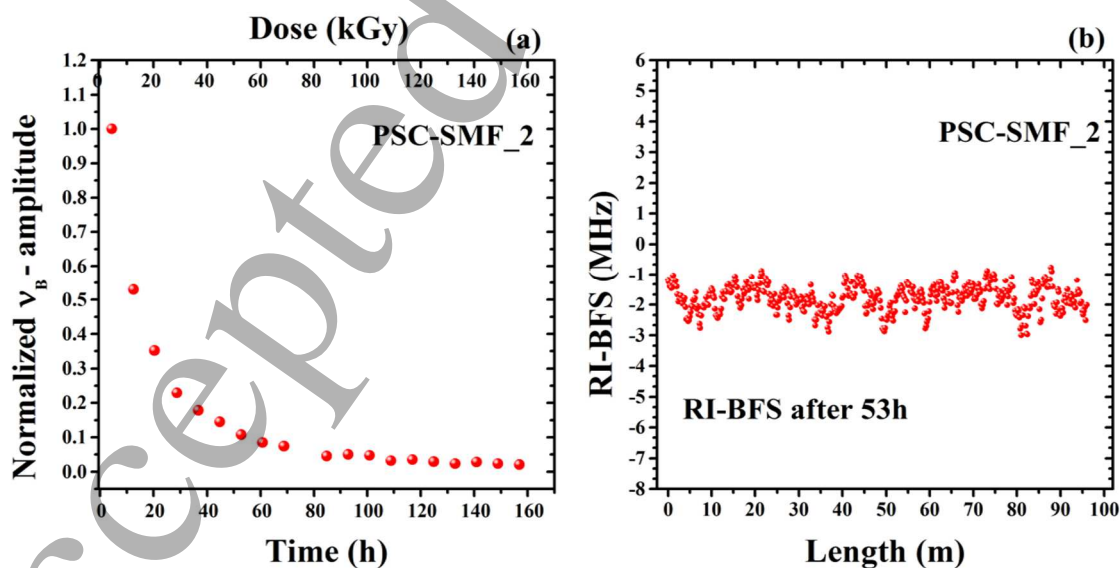 Dose (kGy)
(a)
0 20 40 60 80 100 120 140 160
1.2
1.1
1.0
0.9
0.8
0.7
0.6
0.5
0.4
0.3
0.2
0.1
0.0
Normalized ν_B - amplitude
PSC-SMF_2
0 20 40 60 80 100 120 140 160
Time (h)
(b)
6
5
4
3
2
1
0
-1
-2
-3
-4
-5
-6
-7
-8
RI-BFS (MHz)
PSC-SMF_2
RI-BFS after 53h
0 10 20 30 40 50 60 70 80 90 100
Length (m)
cepted